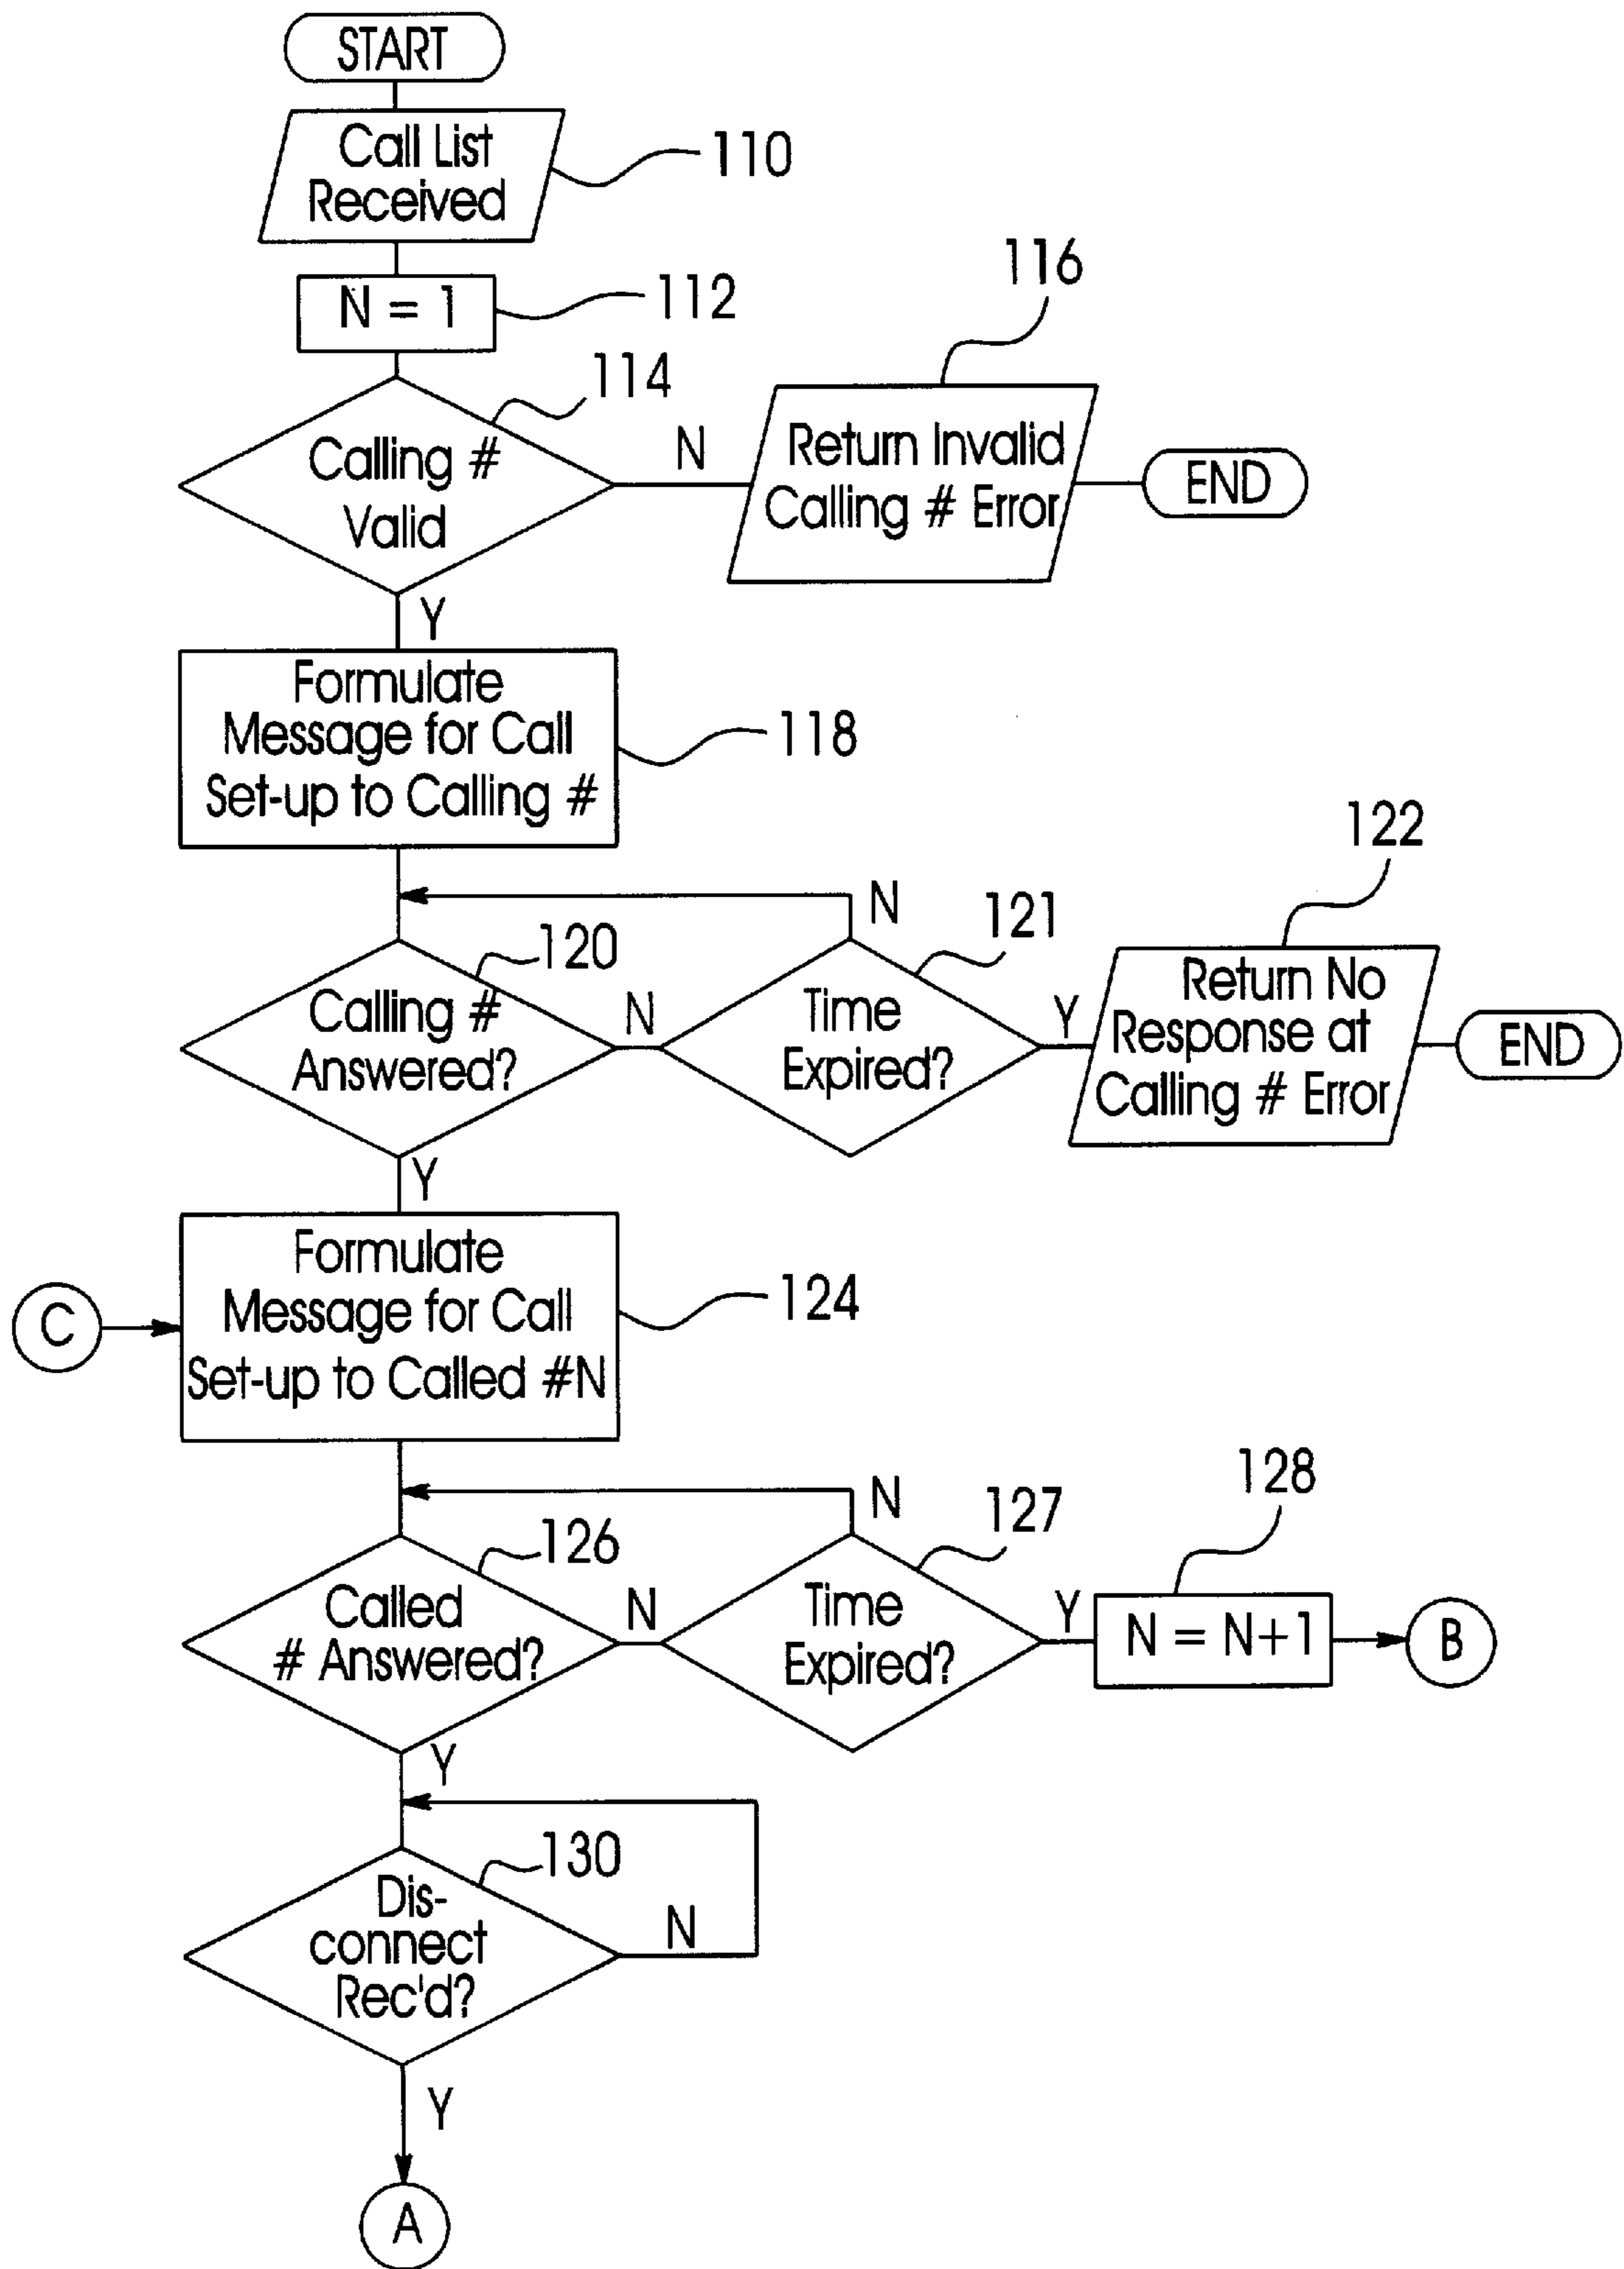 START
Call List
Received
110
N = 1
112
114
Calling #
Valid
N
116
Return Invalid
Calling # Error
END
Y
Formulate
Message for Call
Set-up to Calling #
118
N
120
Calling #
Answered?
N
121
Time
Expired?
Y
122
Return No
Response at
Calling # Error
END
Y
C
Formulate
Message for Call
Set-up to Called #N
124
N
126
Called
# Answered?
N
127
Time
Expired?
Y
128
N = N+1
B
Y
130
Dis-
connect
Rec'd?
N
Y
A